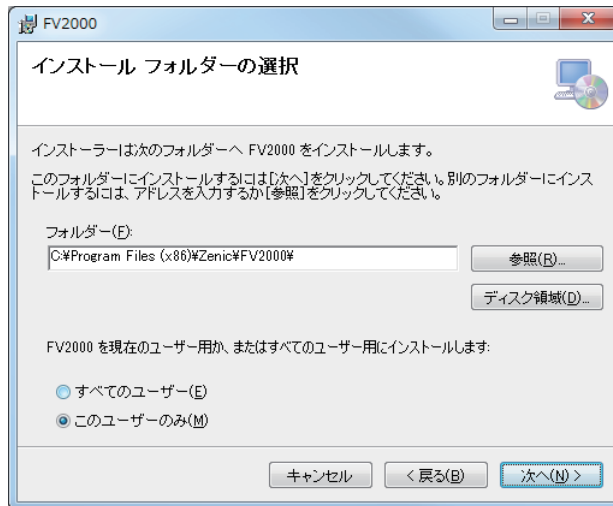 FV2000
インストール フォルダーの選択
インストーラーは次のフォルダーへ FV2000 をインストールします。
このフォルダーにインストールするには[次へ]をクリックしてください。別のフォルダーにインス
トールするには、アドレスを入力するか[参照]をクリックしてください。
フォルダー(F):
C:¥Program Files (x86)¥Zenic¥FV2000¥
参照(R)...
ディスク領域(D)...
FV2000 を現在のユーザー用か、またはすべてのユーザー用にインストールします:
すべてのユーザー(E)
このユーザーのみ(M)
キャンセル
< 戻る(B)
次へ(N) >